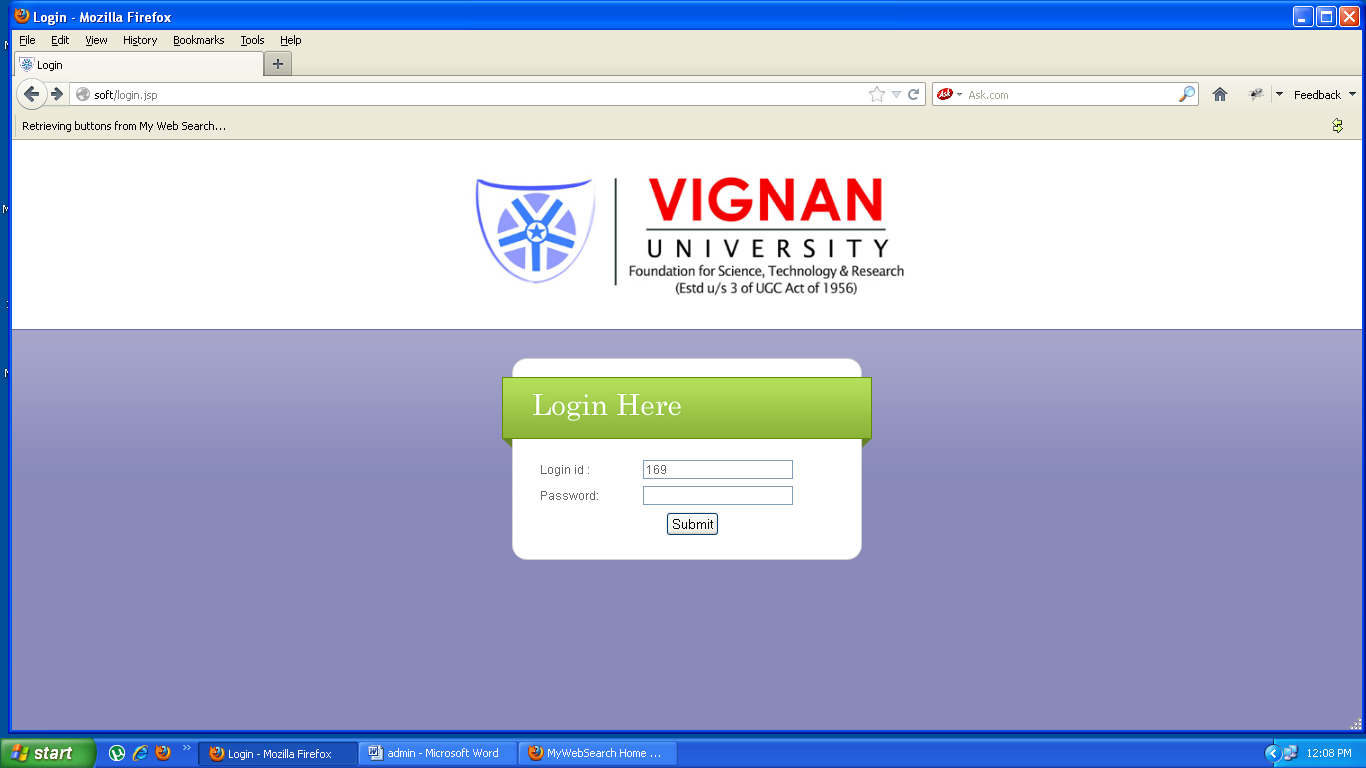 Login - Mozilla Firefox
File Edit View History Bookmarks Tools Help
Login
soft/login.jsp
Ask
Ask.com
Feedback
Retrieving buttons from My Web Search...
VIGNAN
UNIVERSITY
Foundation for Science, Technology & Research
(Estd u/s 3 of UGC Act of 1956)
Login Here
Login id :
169
Password:
Submit
start
Login - Mozilla Firefox
admin - Microsoft Word
MyWebSearch Home ...
12:08 PM